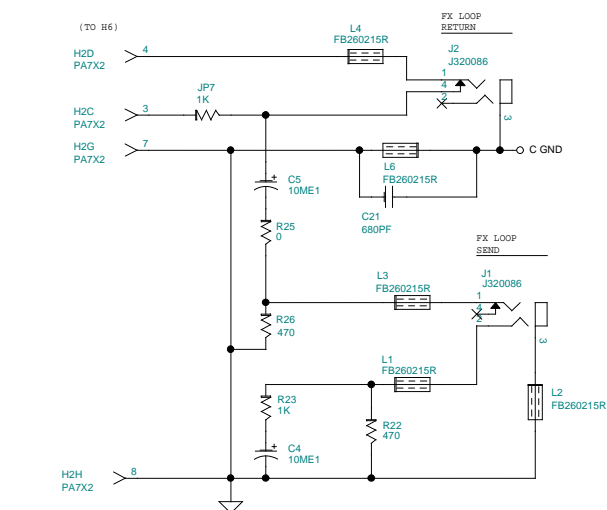 FX LOOP
RETURN
(TO H6)
L4
FB260215R
H2D
PA7X2
4
J2
J320086
1
4
2
3
JP7
1K
H2C
PA7X2
3
H2G
PA7X2
7
C GND
L6
FB260215R
C5
10ME1
+
C21
680PF
R25
0
FX LOOP
SEND
L3
FB260215R
J1
J320086
1
4
2
3
R26
470
L1
FB260215R
R23
1K
L2
FB260215R
R22
470
C4
10ME1
+
H2H
PA7X2
8